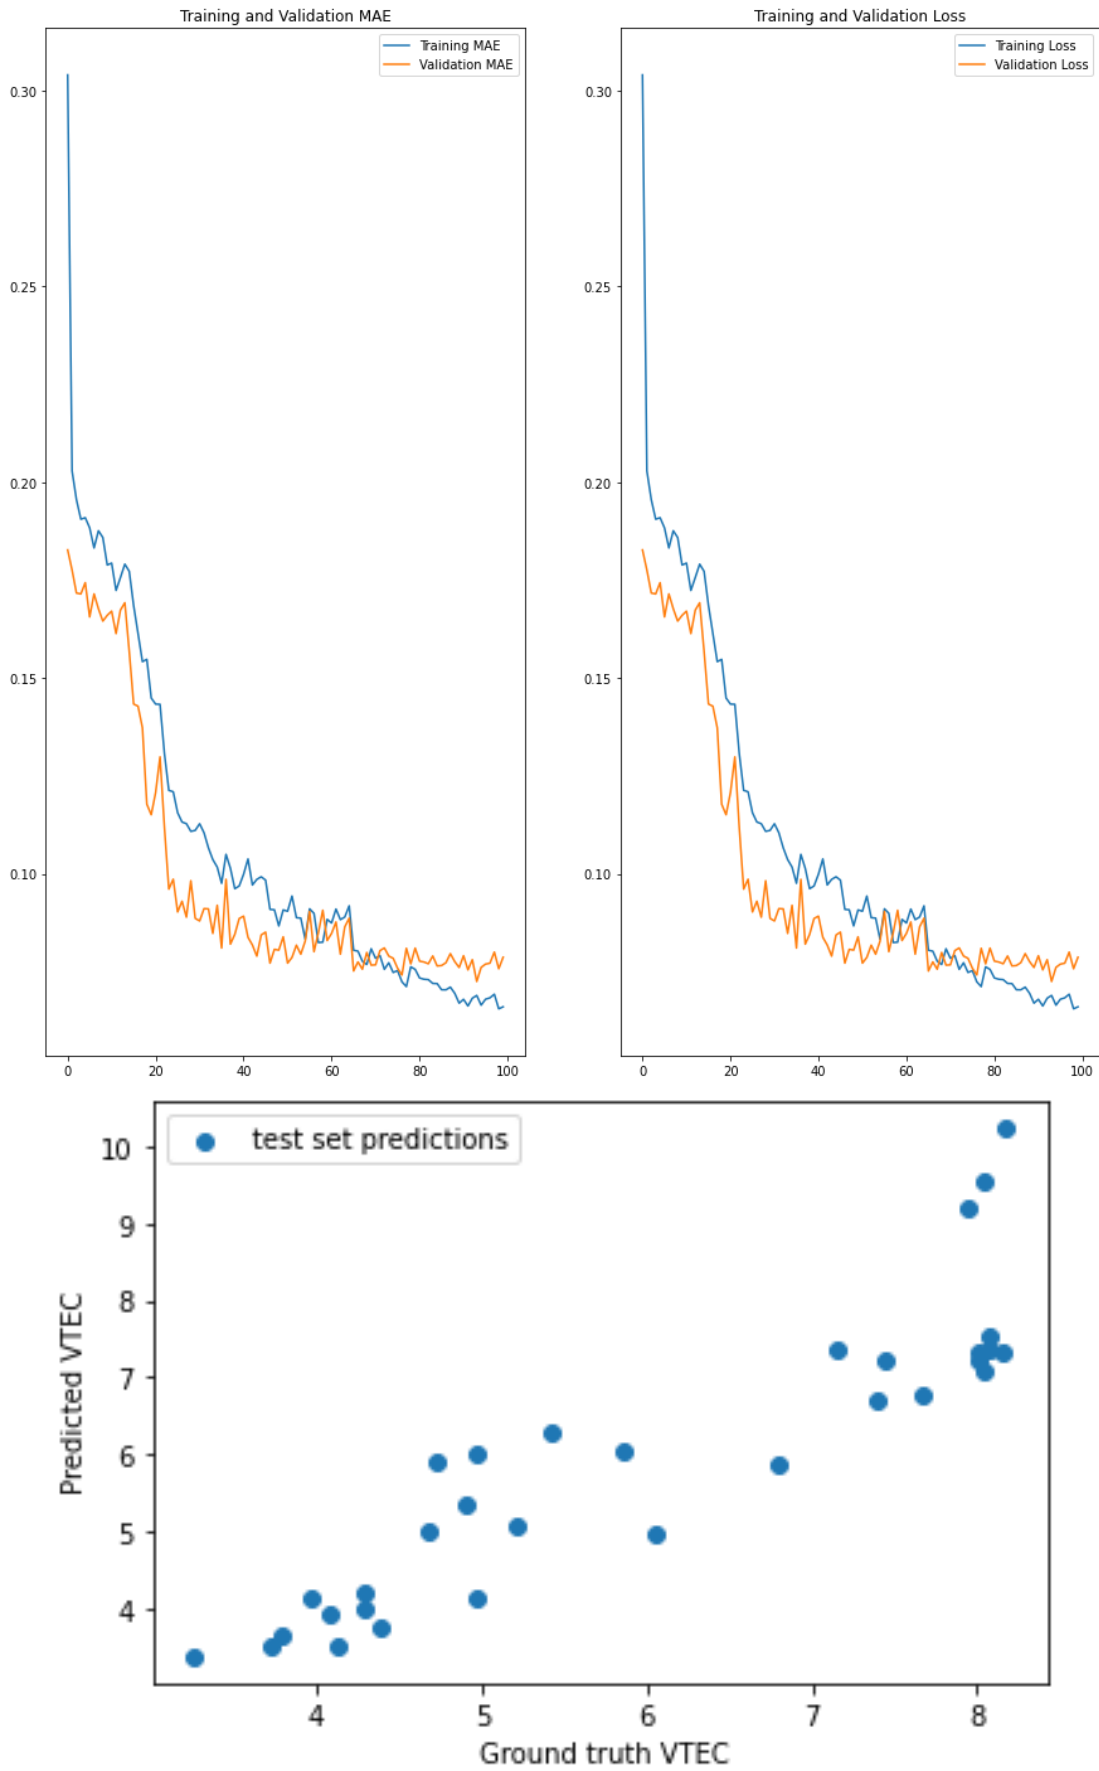 Training and Validation MAE
Training MAE
Validation MAE
0.30
0.25
0.20
0.15
0.10
0 20 40 60 80 100
Training and Validation Loss
Training Loss
Validation Loss
0.30
0.25
0.20
0.15
0.10
0 20 40 60 80 100
test set predictions
10
9
8
7
6
5
4
Predicted VTEC
4 5 6 7 8
Ground truth VTEC